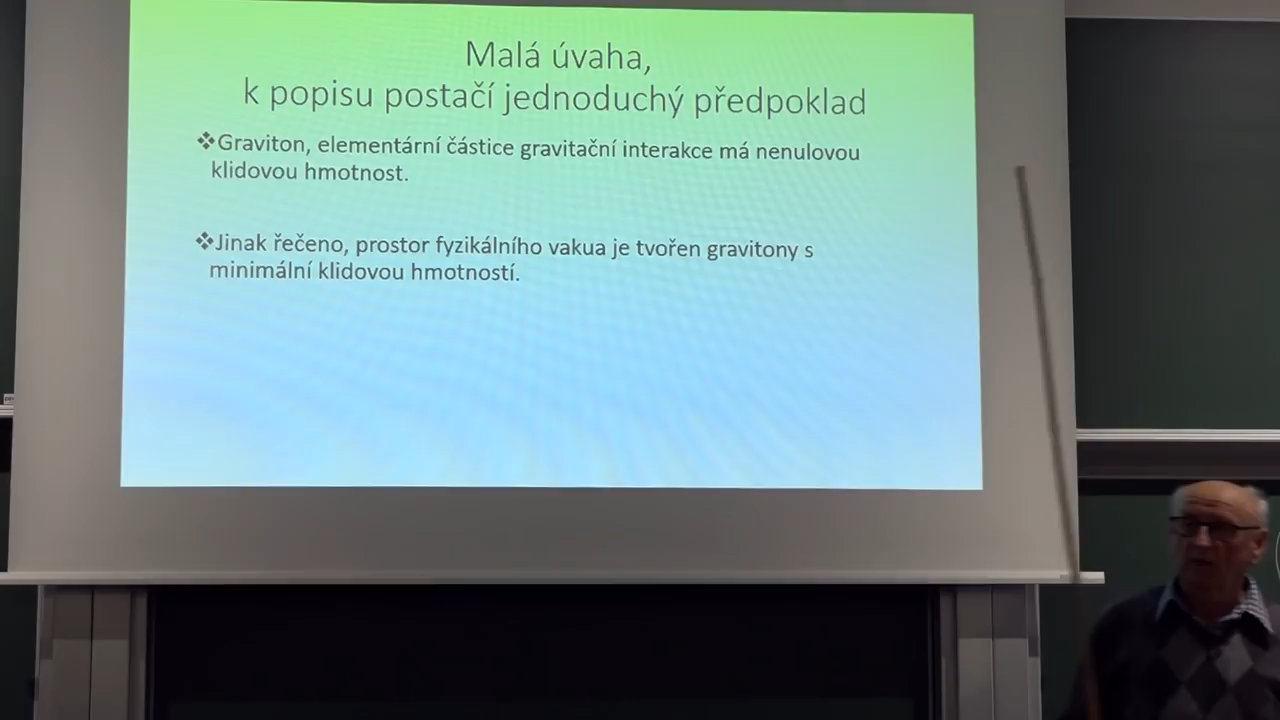 Malá úvaha,
k popisu postačí jednoduchý předpoklad
❖Graviton, elementární částice gravitační interakce má nenulovou
klidovou hmotnost.
❖Jinak řečeno, prostor fyzikálního vakua je tvořen gravitony s
minimální klidovou hmotností.